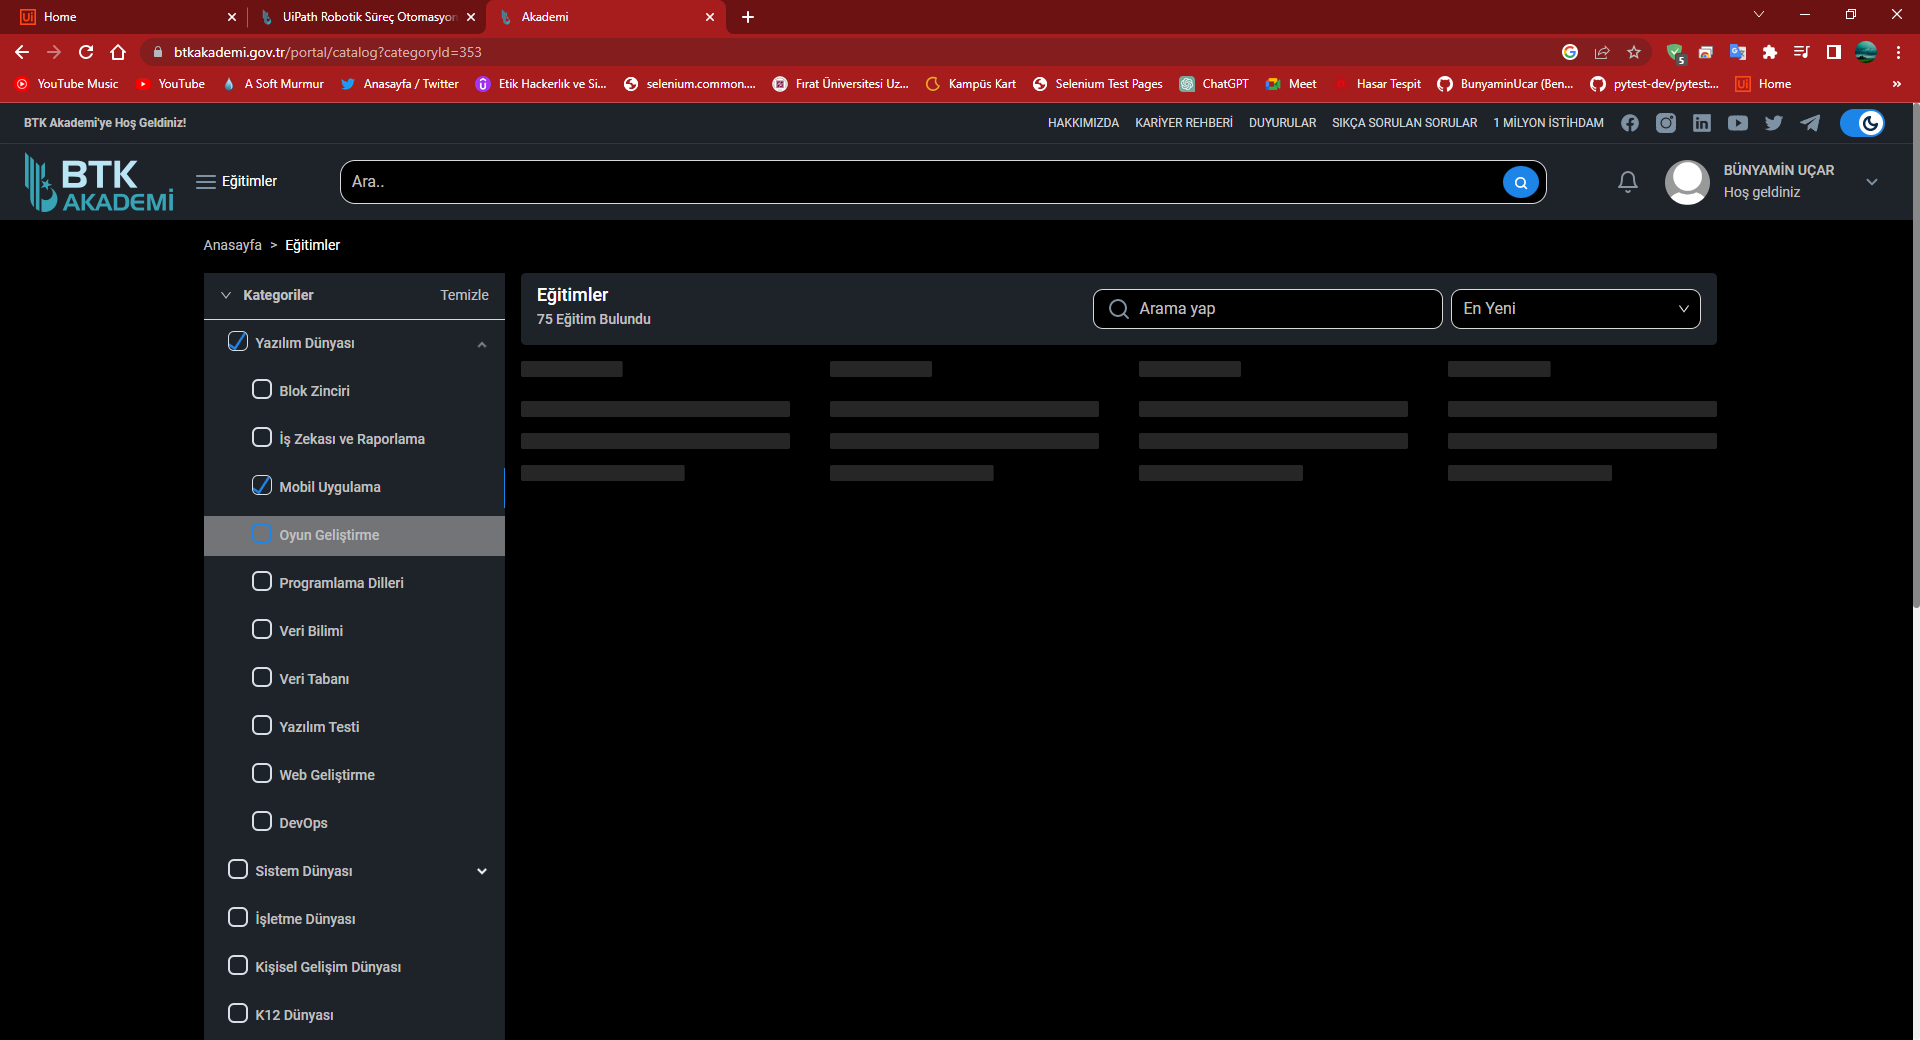 Home
UiPath Robotik Süreç Otomasyon
Akademi
btkakademi.gov.tr/portal/catalog?categoryId=353
5
YouTube Music
YouTube
A Soft Murmur
Anasayfa / Twitter
Etik Hackerlık ve Si...
selenium.common....
Fırat Üniversitesi Uz...
Kampüs Kart
Selenium Test Pages
ChatGPT
Meet
Hasar Tespit
BunyaminUcar (Ben...
pytest-dev/pytest:...
Home
BTK Akademi'ye Hoş Geldiniz!
HAKKIMIZDA
KARİYER REHBERİ
DUYURULAR
SIKÇA SORULAN SORULAR
1 MİLYON İSTİHDAM
BTK
AKADEMİ
Eğitimler
Ara..
BÜNYAMİN UÇAR
Hoş geldiniz
Anasayfa > Eğitimler
Kategoriler
Temizle
Yazılım Dünyası
Blok Zinciri
İş Zekası ve Raporlama
Mobil Uygulama
Oyun Geliştirme
Programlama Dilleri
Veri Bilimi
Veri Tabanı
Yazılım Testi
Web Geliştirme
DevOps
Sistem Dünyası
İşletme Dünyası
Kişisel Gelişim Dünyası
K12 Dünyası
Eğitimler
75 Eğitim Bulundu
Arama yap
En Yeni